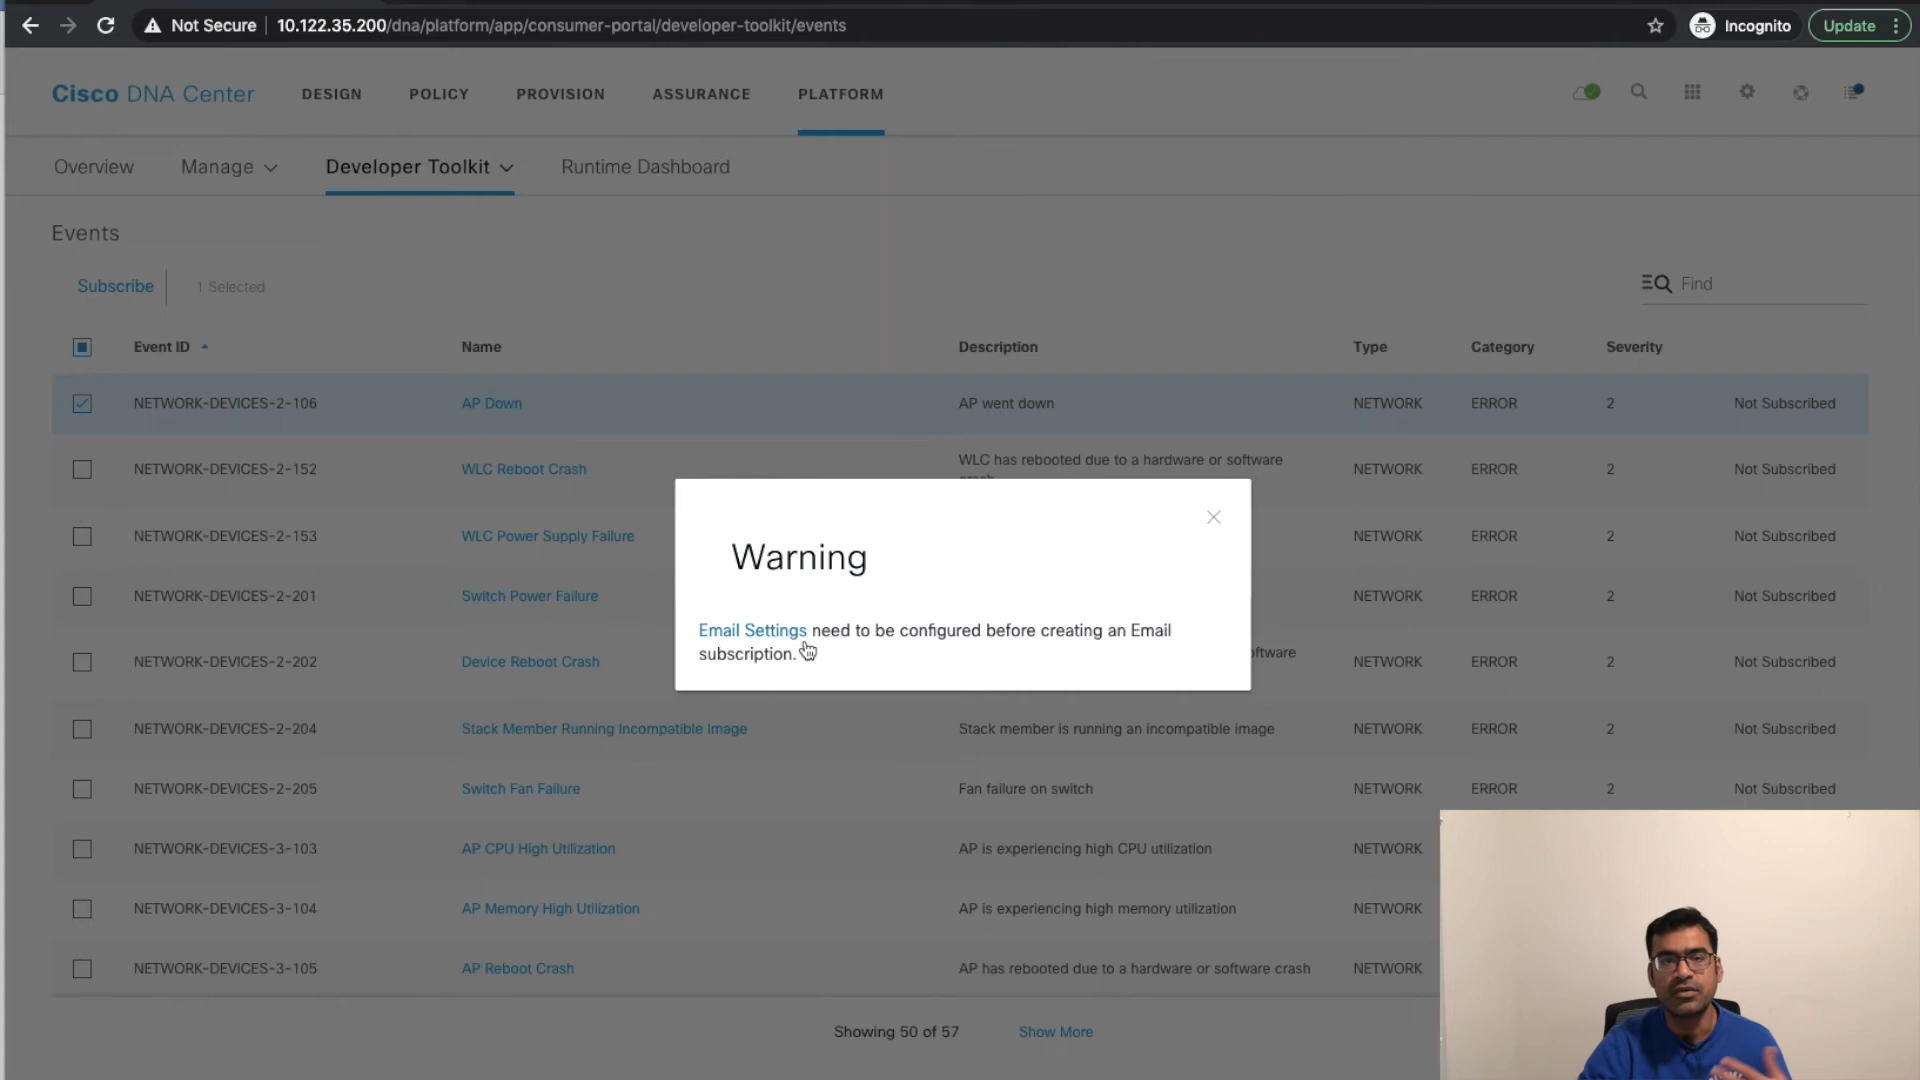 Not Secure 10.122.35.200/dna/platform/app/consumer-portal/developer-toolkit/events Incognito Update
Cisco DNA Center DESIGN POLICY PROVISION ASSURANCE PLATFORM
Overview Manage Developer Toolkit Runtime Dashboard
Events
Subscribe 1 Selected Find
Event ID Name Description Type Category Severity
NETWORK-DEVICES-2-106 AP Down AP went down NETWORK ERROR 2 Not Subscribed
NETWORK-DEVICES-2-152 WLC Reboot Crash WLC has rebooted due to a hardware or software NETWORK ERROR 2 Not Subscribed
NETWORK-DEVICES-2-153 WLC Power Supply Failure NETWORK ERROR 2 Not Subscribed
NETWORK-DEVICES-2-201 Switch Power Failure NETWORK ERROR 2 Not Subscribed
NETWORK-DEVICES-2-202 Device Reboot Crash NETWORK ERROR 2 Not Subscribed
Warning
Email Settings need to be configured before creating an Email
subscription.
NETWORK-DEVICES-2-204 Stack Member Running Incompatible Image Stack member is running an incompatible image NETWORK ERROR 2 Not Subscribed
NETWORK-DEVICES-2-205 Switch Fan Failure Fan failure on switch NETWORK ERROR 2 Not Subscribed
NETWORK-DEVICES-3-103 AP CPU High Utilization AP is experiencing high CPU utilization NETWORK
NETWORK-DEVICES-3-104 AP Memory High Utilization AP is experiencing high memory utilization NETWORK
NETWORK-DEVICES-3-105 AP Reboot Crash AP has rebooted due to a hardware or software crash NETWORK
Showing 50 of 57 Show More